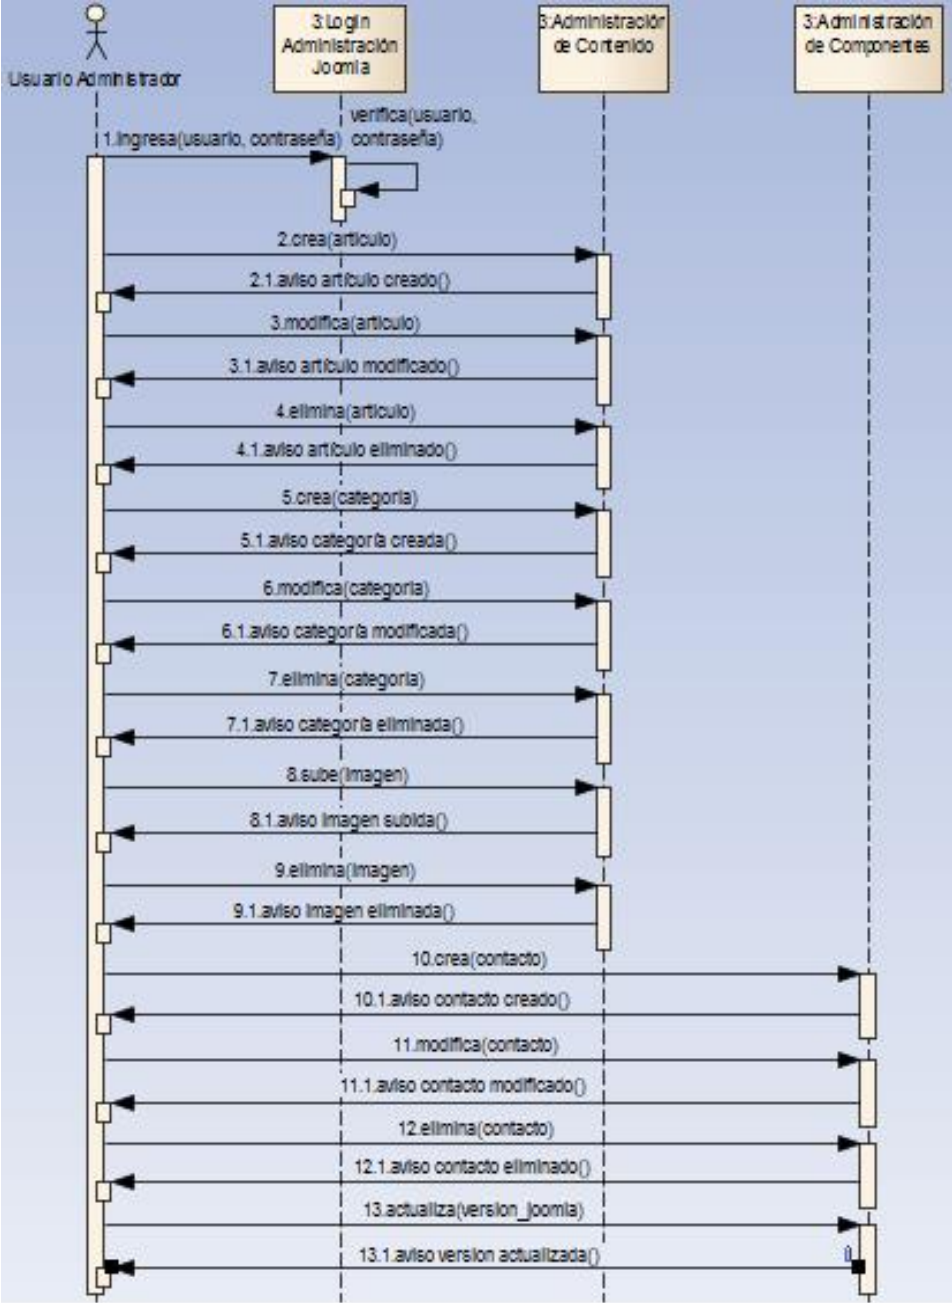 3:Login
Administración
Joomla
3:Administración
de Contenido
3:Administración
de Componentes
Usuario Administrador
verifica(usuario,
contraseña)
1.ingresa(usuario, contraseña)
2.crea(articulo)
2.1.aviso artículo creado()
3.modifica(articulo)
3.1.aviso artículo modificado()
4.elimina(articulo)
4.1.aviso artículo eliminado()
5.crea(categoria)
5.1.aviso categoría creada()
6.modifica(categoria)
6.1.aviso categoría modificada()
7.elimina(categoria)
7.1.aviso categoría eliminada()
8.sube(imagen)
8.1.aviso imagen subida()
9.elimina(imagen)
9.1.aviso imagen eliminada()
10.crea(contacto)
10.1.aviso contacto creado()
11.modifica(contacto)
11.1.aviso contacto modificado()
12.elimina(contacto)
12.1.aviso contacto eliminado()
13.actualiza(version_joomla)
13.1.aviso version actualizada()